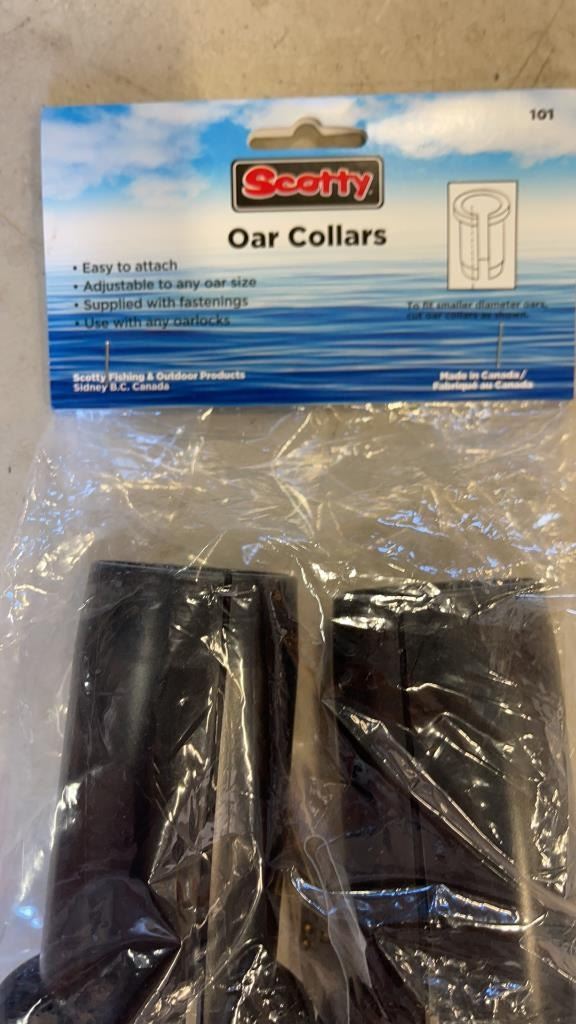 101
Scotty
Oar Collars
• Easy to attach
• Adjustable to any oar size
• Supplied with fastenings
• Use with any oarlocks
To fit smaller diameter oars,
cut oar collars as shown.
Scotty Fishing & Outdoor Products
Sidney B.C. Canada
Made in Canada/
Fabriqué au Canada